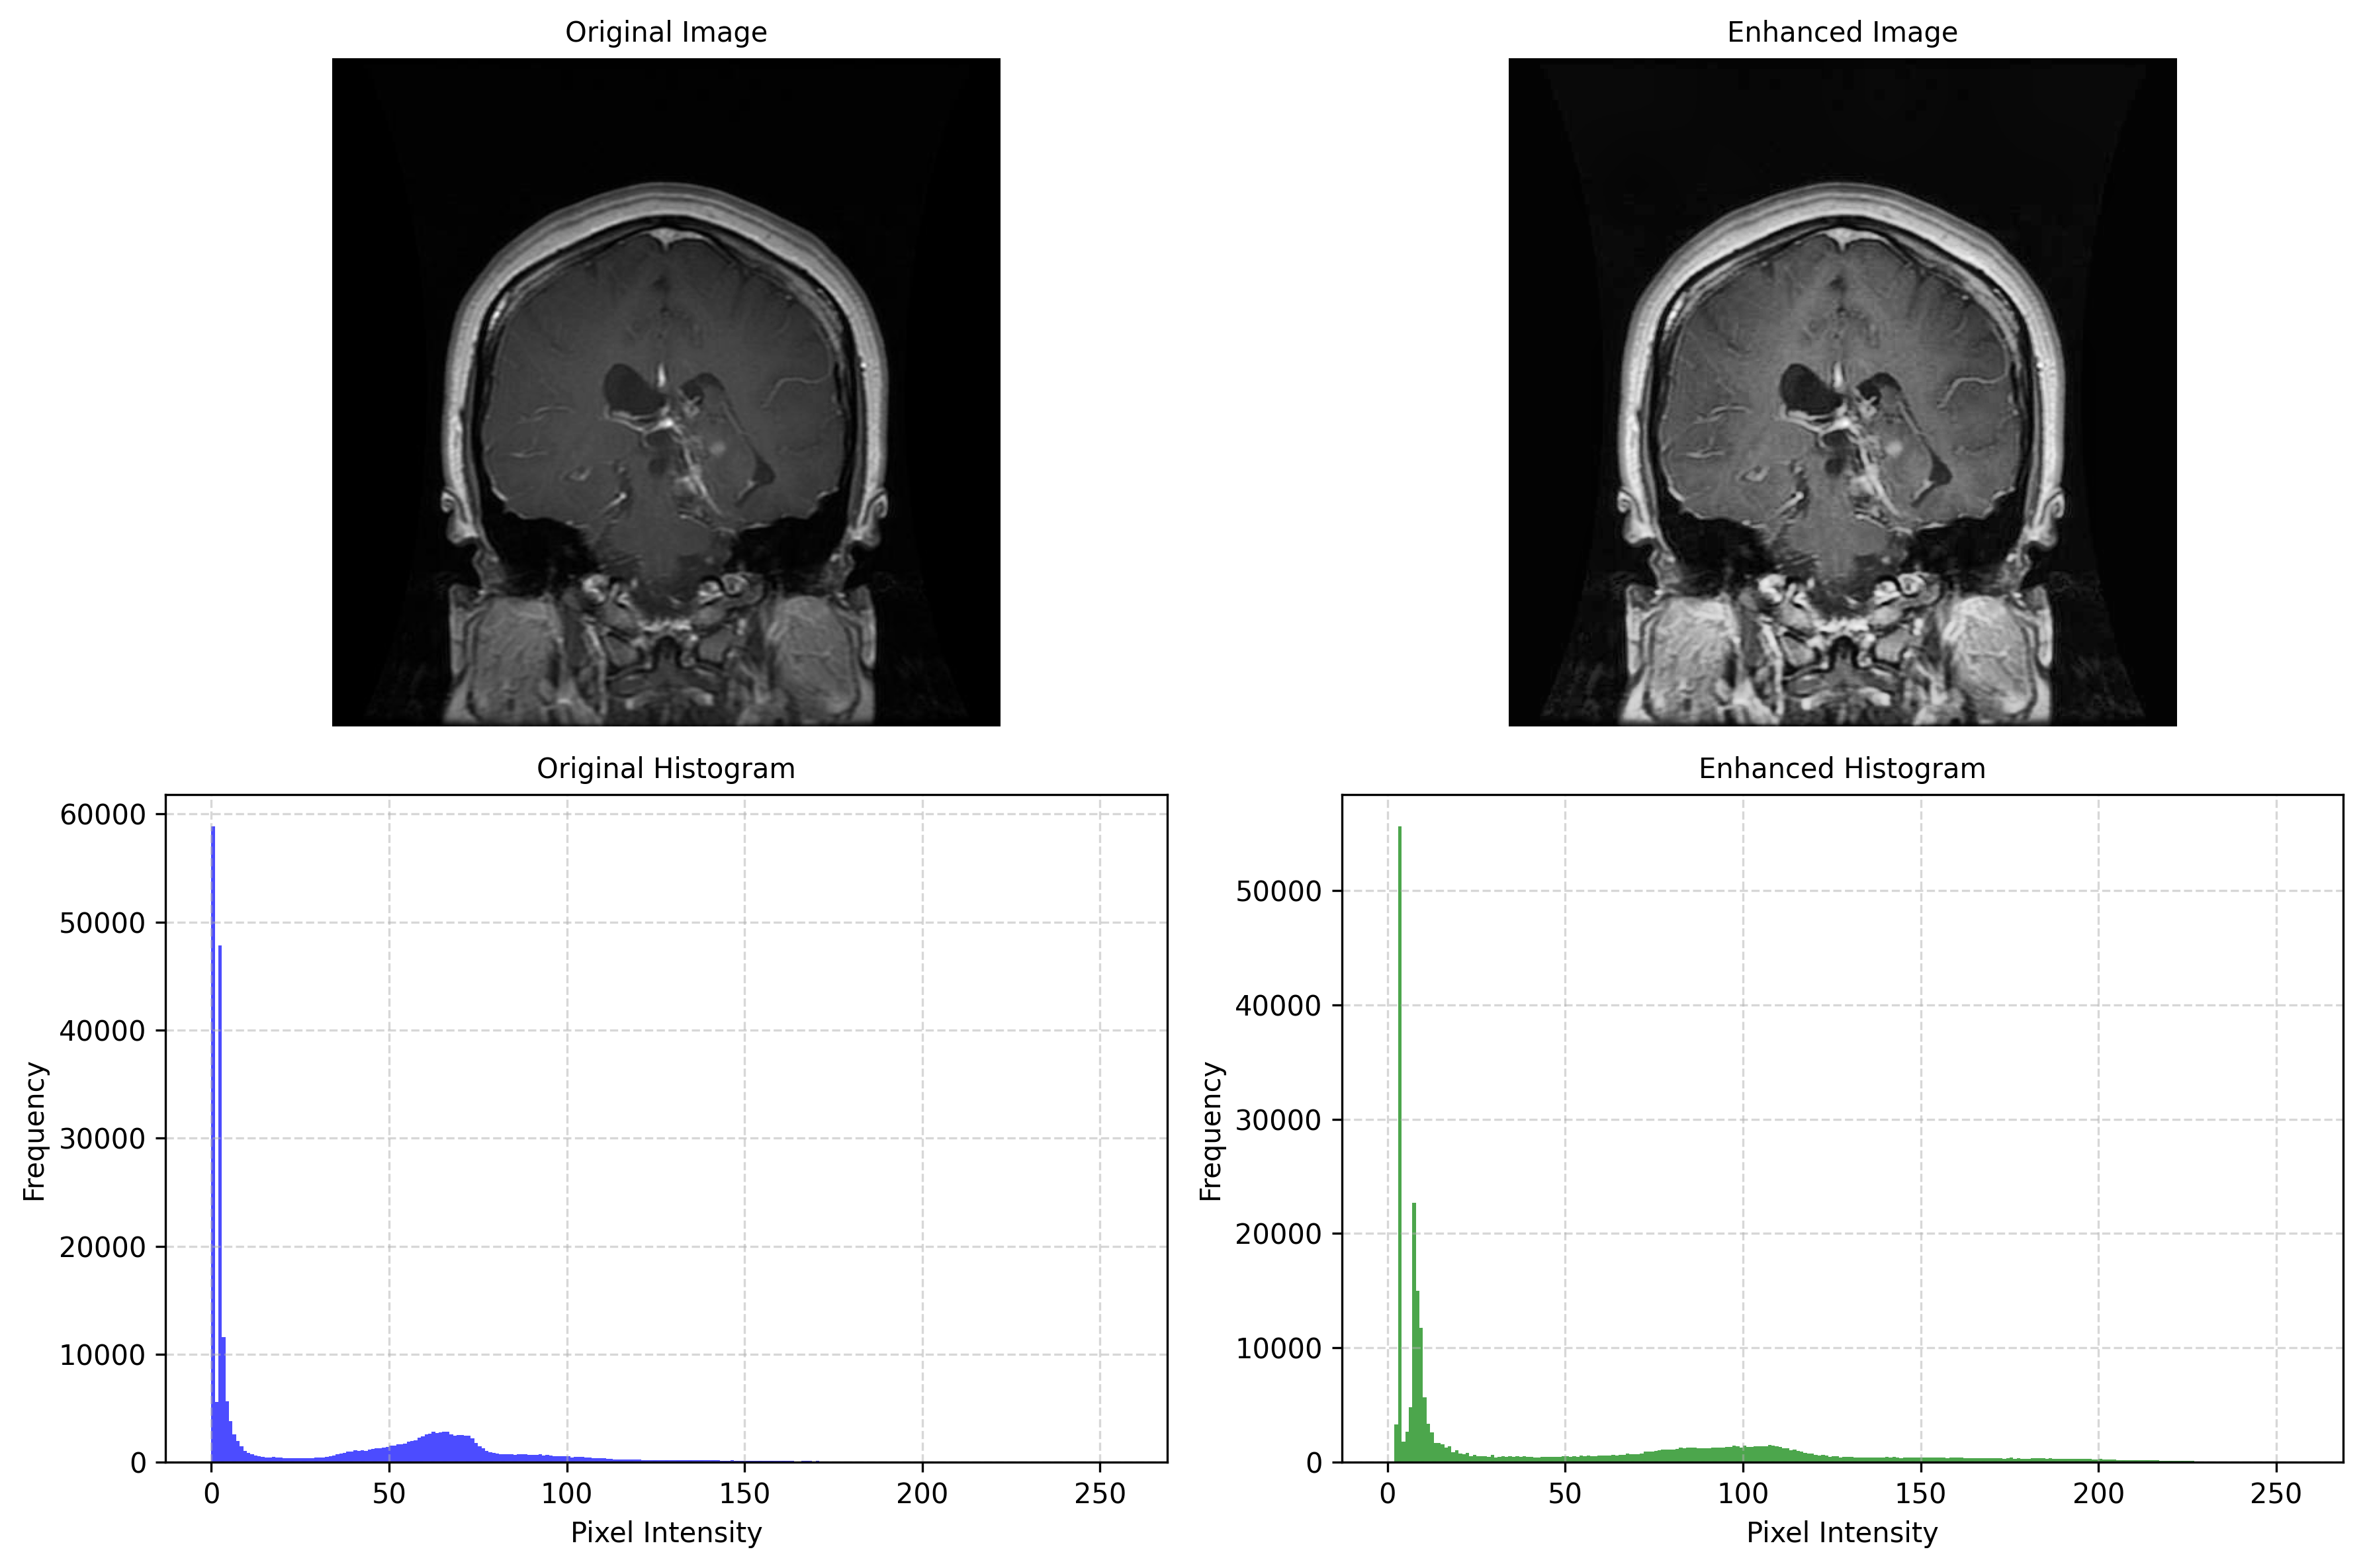 Original Image
Enhanced Image
Original Histogram
60000
50000
40000
30000
20000
10000
0
Frequency
0 50 100 150 200 250
Pixel Intensity
Enhanced Histogram
50000
40000
30000
20000
10000
0
Frequency
0 50 100 150 200 250
Pixel Intensity